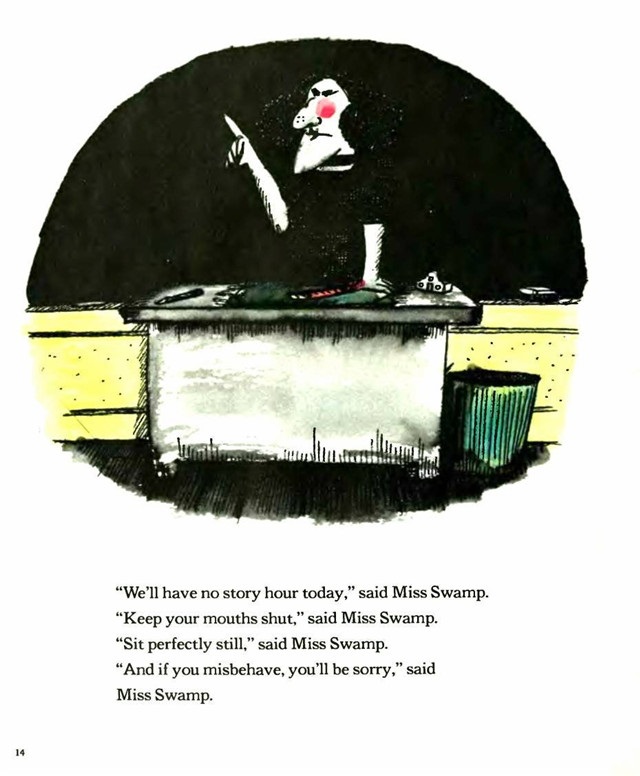 “We’ll have no story hour today,” said Miss Swamp.
“Keep your mouths shut,” said Miss Swamp.
“Sit perfectly still,” said Miss Swamp.
“And if you misbehave, you’ll be sorry,” said
Miss Swamp.
14